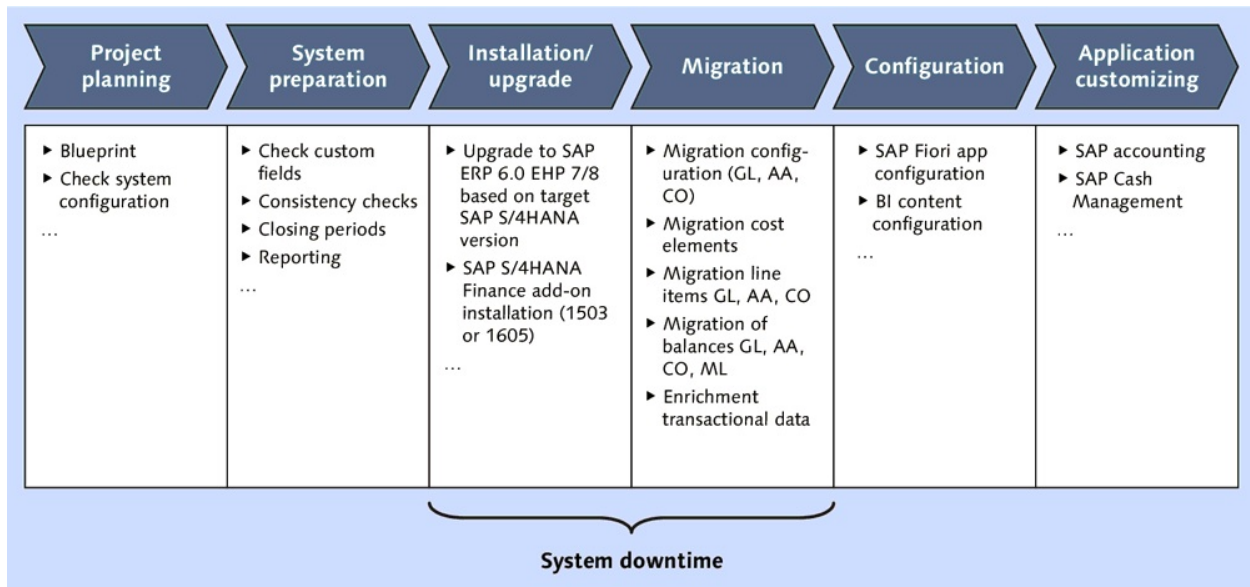 Project
planning
System
preparation
Installation/
upgrade
Migration
Configuration
Application
customizing
▶ Blueprint
▶ Check system
configuration
…
▶ Check custom
fields
▶ Consistency checks
▶ Closing periods
▶ Reporting
…
▶ Upgrade to SAP
ERP 6.0 EHP 7/8
based on target
SAP S/4HANA
version
▶ SAP S/4HANA
Finance add-on
installation (1503
or 1605)
…
▶ Migration config-
uration (GL, AA,
CO)
▶ Migration cost
elements
▶ Migration line
items GL, AA, CO
▶ Migration of
balances GL, AA,
CO, ML
▶ Enrichment
transactional data
▶ SAP Fiori app
configuration
▶ BI content
configuration
…
▶ SAP accounting
▶ SAP Cash
Management
…
System downtime